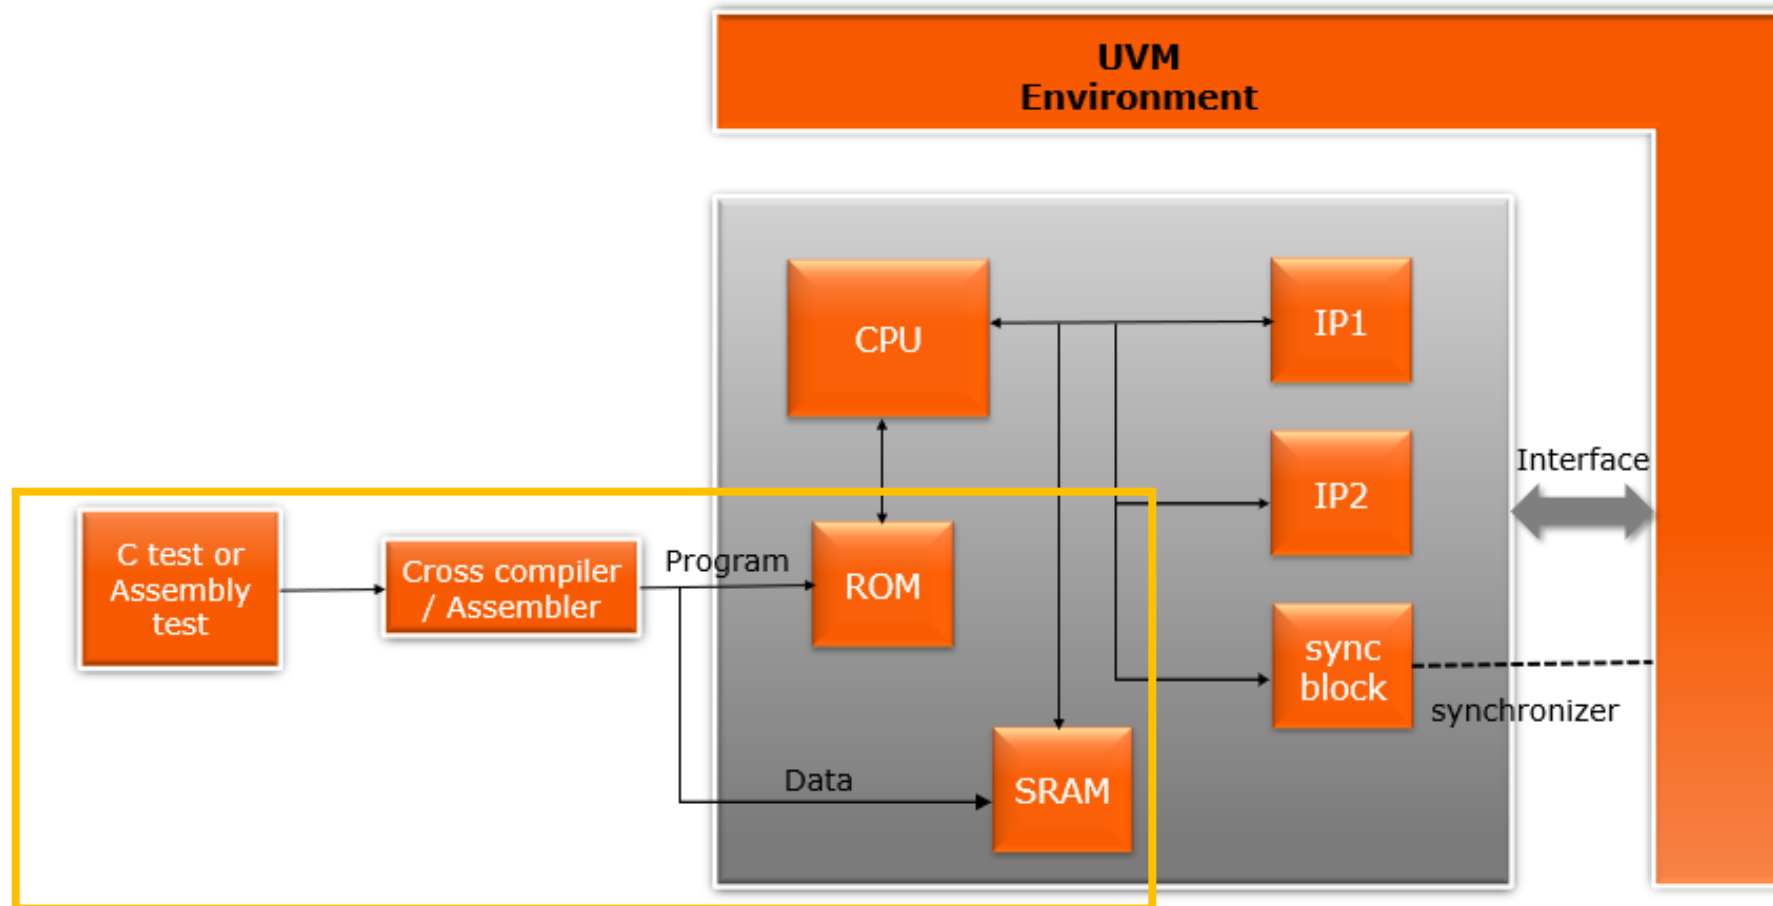 UVM
Environment
CPU
IP1
Interface
IP2
C test or
Assembly
test
Cross compiler
/ Assembler
Program
ROM
sync
block
synchronizer
Data
SRAM